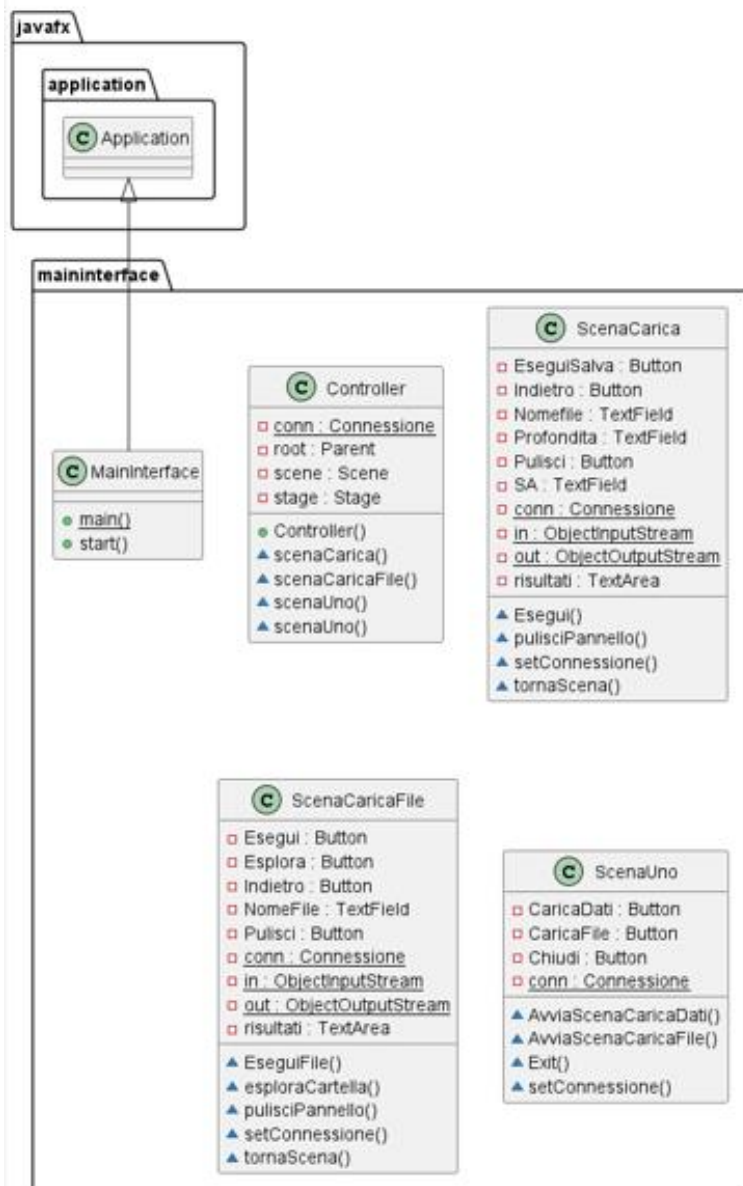 javafx
application
C Application
maininterface
C MainInterface
main()
start()
C Controller
conn : Connessione
root : Parent
scene : Scene
stage : Stage
Controller()
scenaCarica()
scenaCaricaFile()
scenaUno()
scenaUno()
C ScenaCarica
EseguiSalva : Button
Indietro : Button
Nomefile : TextField
Profondita : TextField
Pulisci : Button
SA : TextField
conn : Connessione
in : ObjectInputStream
out : ObjectOutputStream
risultati : TextArea
Esegui()
pulisciPannello()
setConnessione()
tornaScena()
C ScenaCaricaFile
Esegui : Button
Esplora : Button
Indietro : Button
NomeFile : TextField
Pulisci : Button
conn : Connessione
in : ObjectInputStream
out : ObjectOutputStream
risultati : TextArea
EseguiFile()
esploraCartella()
pulisciPannello()
setConnessione()
tornaScena()
C ScenaUno
CaricaDati : Button
CaricaFile : Button
Chiudi : Button
conn : Connessione
AvviaScenaCaricaDati()
AvviaScenaCaricaFile()
Exit()
setConnessione()